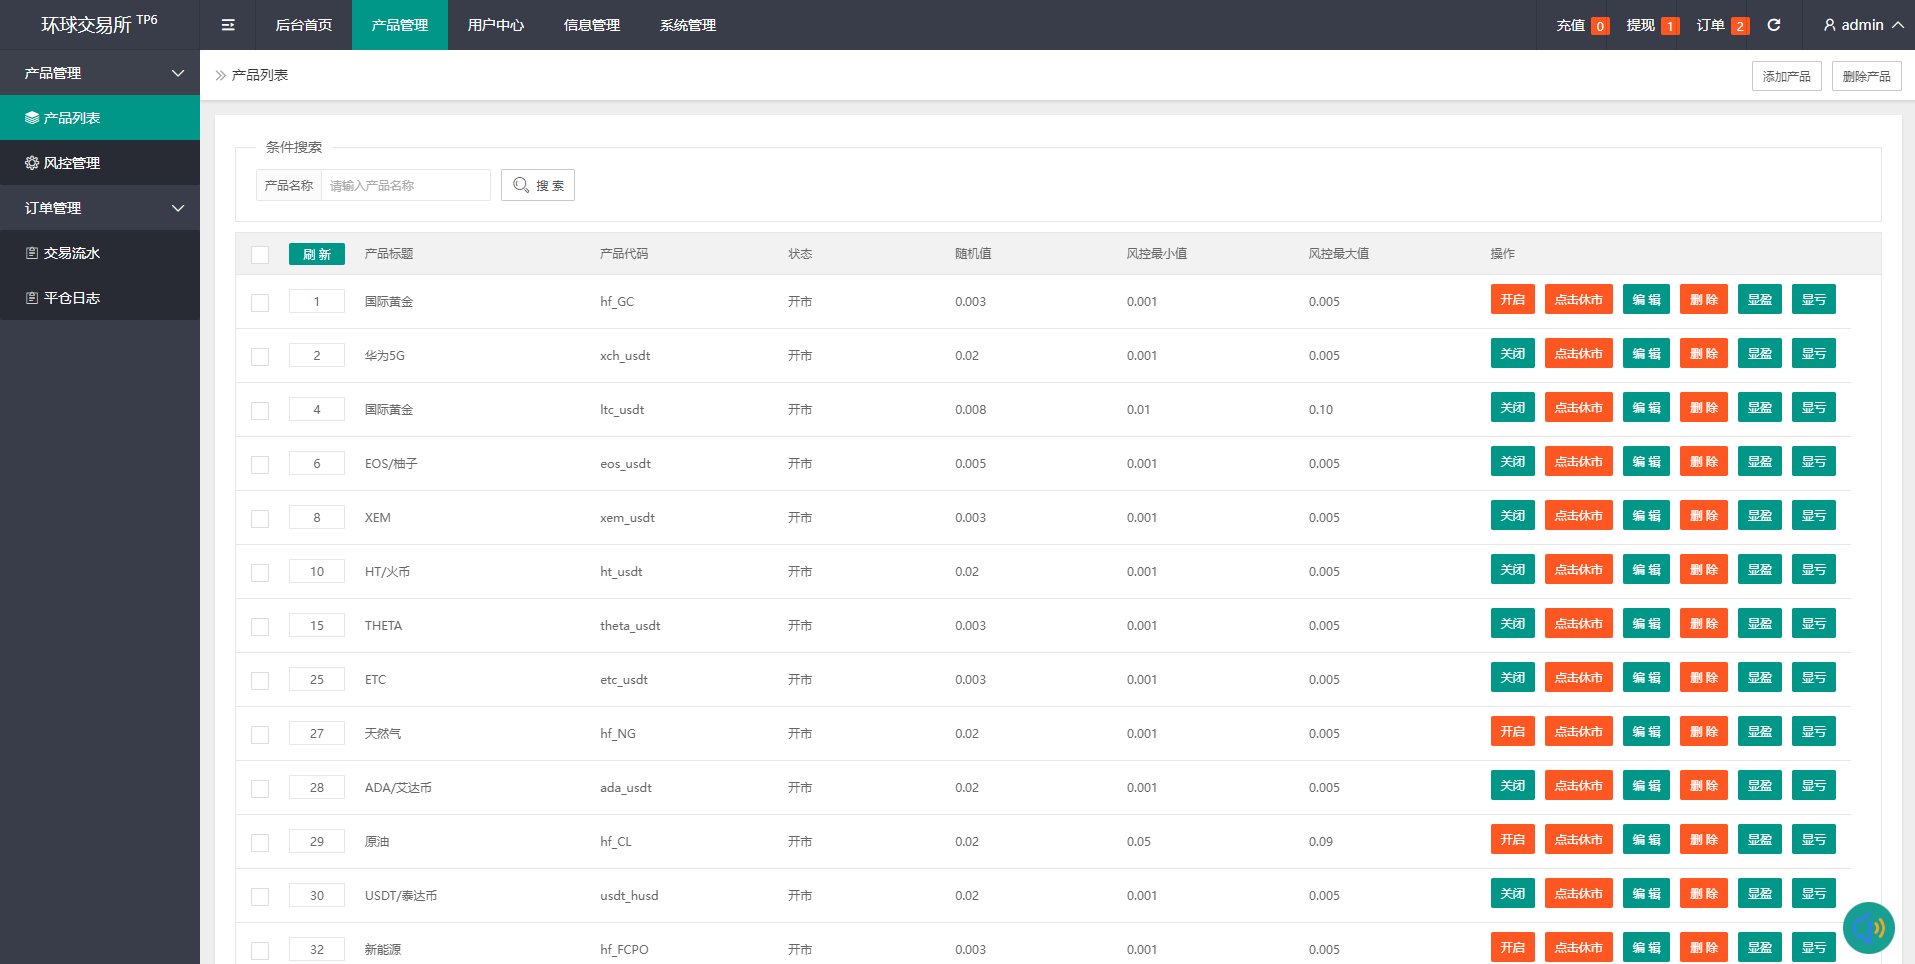 环球交易所 TP6
后台首页 产品管理 用户中心 信息管理 系统管理 充值 0 提现 1 订单 2 admin
产品管理
产品列表
风控管理
订单管理
交易流水
平仓日志
产品列表 添加产品 删除产品
条件搜索
产品名称 请输入产品名称 搜 索
刷 新 产品标题 产品代码 状态 随机值 风控最小值 风控最大值 操作
1 国际黄金 hf_GC 开市 0.003 0.001 0.005 开启 点击休市 编 辑 删 除 显盈 显亏
2 华为5G xch_usdt 开市 0.02 0.001 0.005 关闭 点击休市 编 辑 删 除 显盈 显亏
4 国际黄金 ltc_usdt 开市 0.008 0.01 0.10 关闭 点击休市 编 辑 删 除 显盈 显亏
6 EOS/柚子 eos_usdt 开市 0.005 0.001 0.005 关闭 点击休市 编 辑 删 除 显盈 显亏
8 XEM xem_usdt 开市 0.003 0.001 0.005 关闭 点击休市 编 辑 删 除 显盈 显亏
10 HT/火币 ht_usdt 开市 0.02 0.001 0.005 关闭 点击休市 编 辑 删 除 显盈 显亏
15 THETA theta_usdt 开市 0.003 0.001 0.005 关闭 点击休市 编 辑 删 除 显盈 显亏
25 ETC etc_usdt 开市 0.003 0.001 0.005 关闭 点击休市 编 辑 删 除 显盈 显亏
27 天然气 hf_NG 开市 0.02 0.001 0.005 开启 点击休市 编 辑 删 除 显盈 显亏
28 ADA/艾达币 ada_usdt 开市 0.02 0.001 0.005 关闭 点击休市 编 辑 删 除 显盈 显亏
29 原油 hf_CL 开市 0.02 0.05 0.09 开启 点击休市 编 辑 删 除 显盈 显亏
30 USDT/泰达币 usdt_husd 开市 0.02 0.001 0.005 关闭 点击休市 编 辑 删 除 显盈 显亏
32 新能源 hf_FCPO 开市 0.003 0.001 0.005 开启 点击休市 编 辑 删 除 显盈 显亏